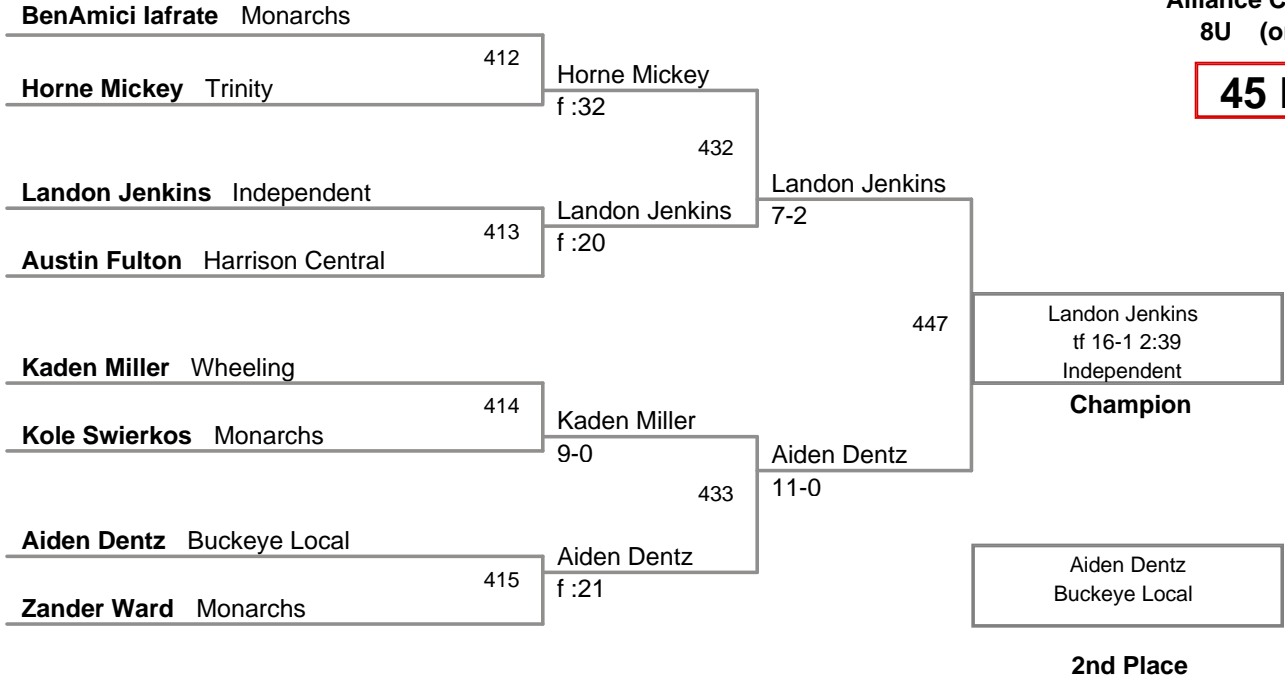 BenAmici Iafrate Monarchs
8U
45
412
Horne Mickey Trinity
Horne Mickey
f :32
432
Landon Jenkins Independent
Landon Jenkins
7-2
Landon Jenkins
f :20
413
Austin Fulton Harrison Central
447
Landon Jenkins
tf 16-1 2:39
Independent
Champion
Kaden Miller Wheeling
414
Kaden Miller
9-0
Kole Swierkos Monarchs
Aiden Dentz
11-0
433
Aiden Dentz Buckeye Local
Aiden Dentz
f :21
415
Zander Ward Monarchs
Aiden Dentz
Buckeye Local
2nd Place